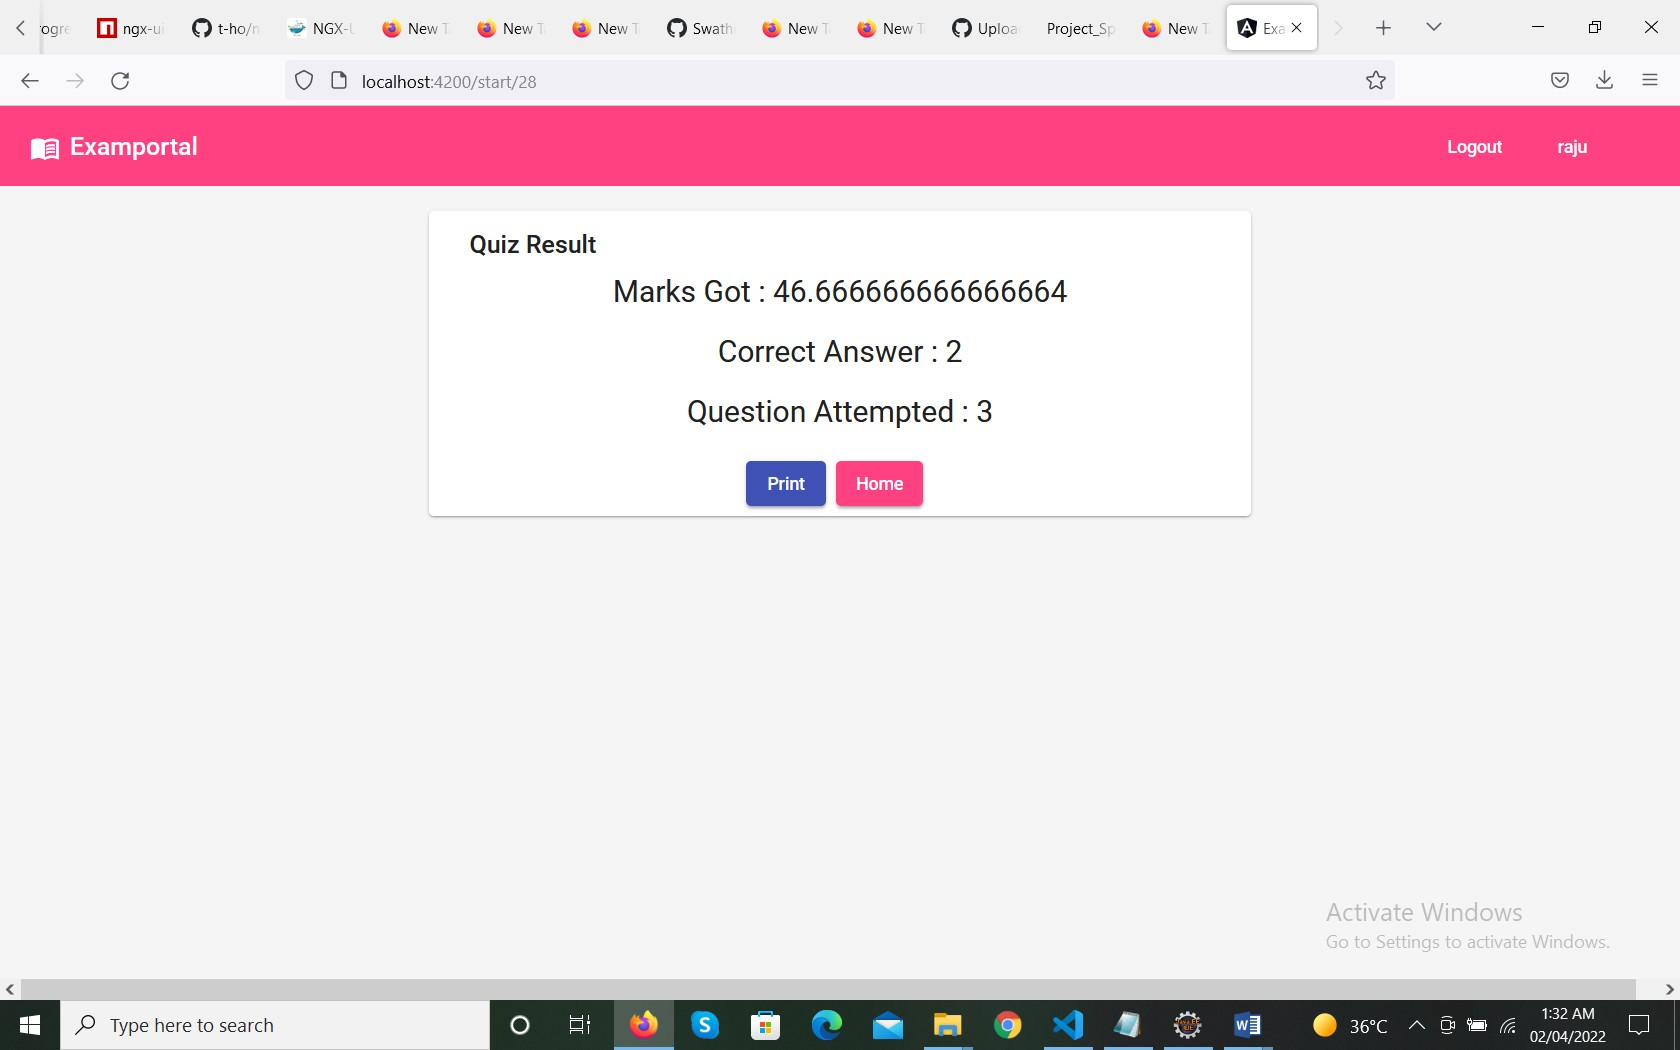 ngx-ui
t-ho/n
NGX-U
New T
New T
New T
Swath
New T
New T
Uploa
Project_Sp
New T
Exa
localhost:4200/start/28
Examportal
Logout
raju
Quiz Result
Marks Got : 46.666666666666664
Correct Answer : 2
Question Attempted : 3
Print
Home
Activate Windows
Go to Settings to activate Windows.
Type here to search
36°C
1:32 AM
02/04/2022